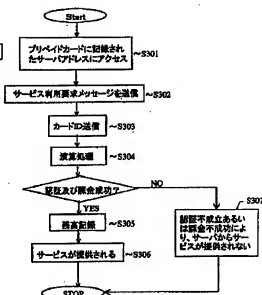 Start
プリペイドカードに記録され
たサーバアドレスにアクセス
~S301
サービス利用要求メッセージを送信
~S302
カードID送信
~S303
演算処理
~S304
認証及び課金成功?
NO
YES
S307
残高記録
~S305
認証不成立あるい
は課金不成功によ
り、サーバからサー
ビスが提供されない
サービスが提供される
~S306
STOP